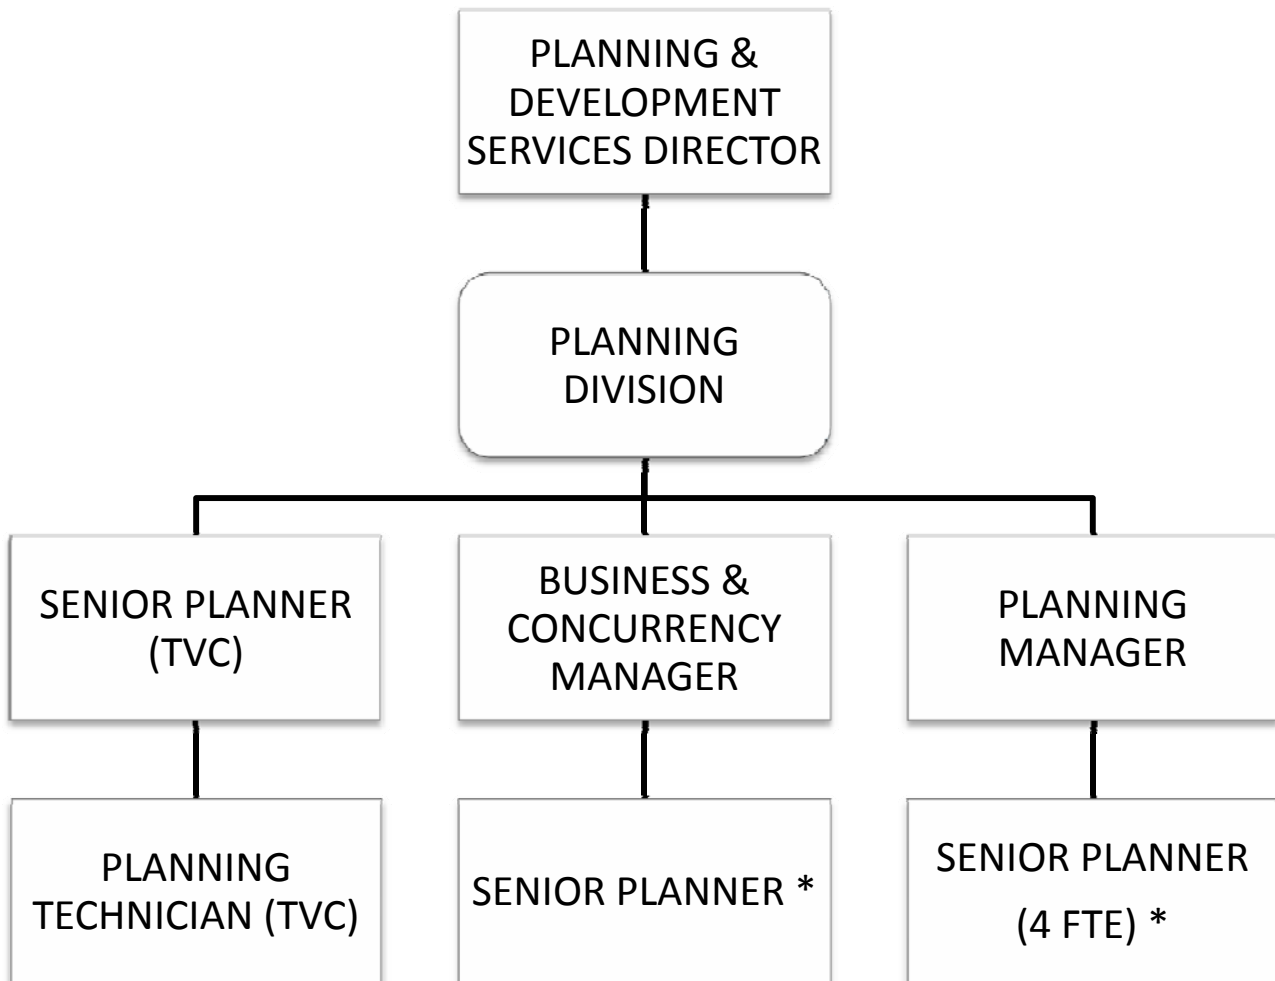 PLANNING &
DEVELOPMENT
SERVICES DIRECTOR
PLANNING
DIVISION
SENIOR PLANNER
(TVC)
BUSINESS &
CONCURRENCY
MANAGER
PLANNING
MANAGER
PLANNING
TECHNICIAN (TVC)
SENIOR PLANNER *
SENIOR PLANNER
(4 FTE) *